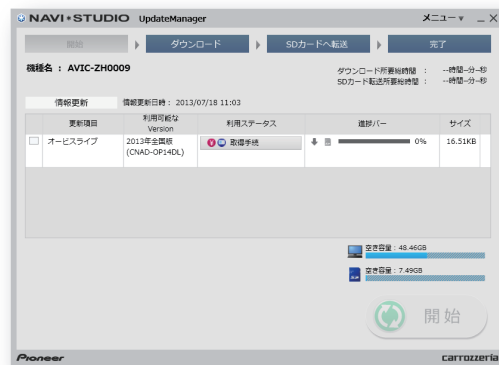 NAVI*STUDIO UpdateManager メニュー
開始 ダウンロード SDカードへ転送 完了
機種名 : AVIC-ZH0009
ダウンロード所要総時間 : --時間--分--秒
SDカード転送所要総時間 : --時間--分--秒
情報更新 情報更新日時 : 2013/07/18 11:03
更新項目 利用可能な Version 利用ステータス 進捗バー サイズ
オービスライブ 2013年全国版 取得手続 0% 16.51KB
(CNAD-OP14DL)
空き容量 : 48.46GB
空き容量 : 7.49GB
開始
Pioneer carrozzeria